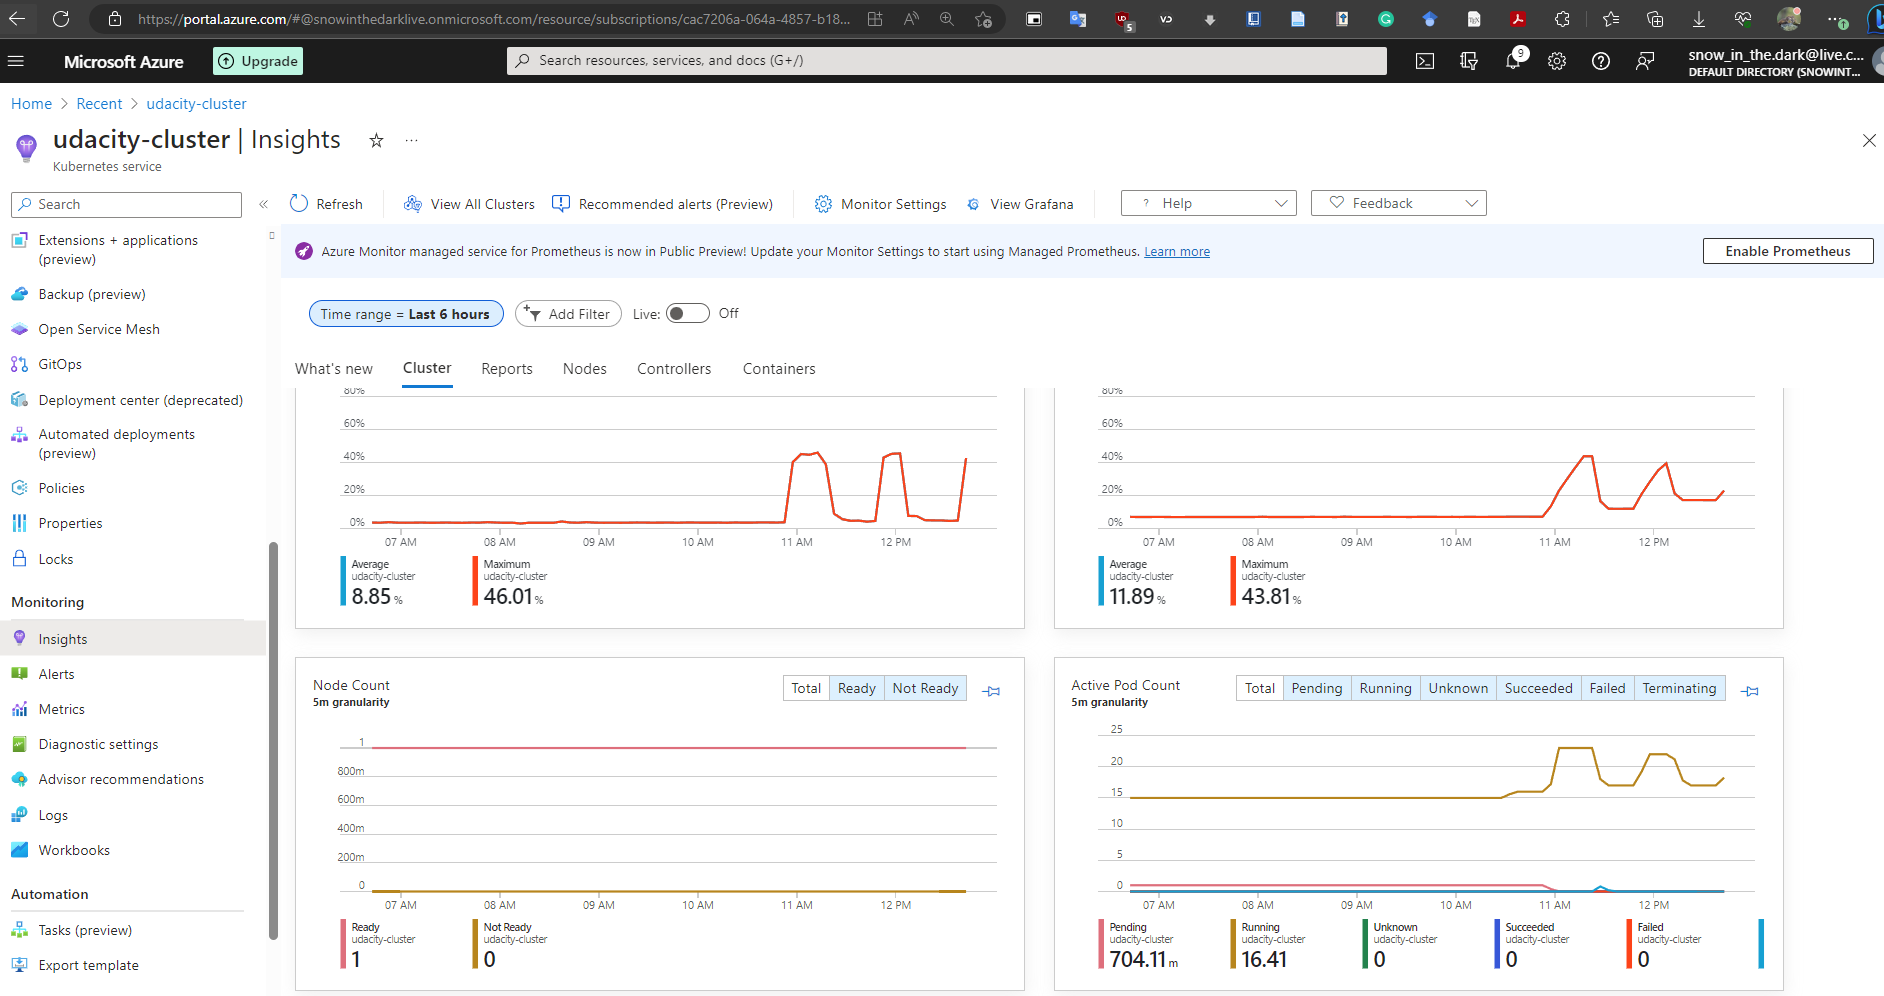 https://portal.azure.com/#@snowinthedarklive.onmicrosoft.com/resource/subscriptions/cac7206a-064a-4857-b18...
5
Microsoft Azure
Upgrade
Search resources, services, and docs (G+/)
9
snow_in_the.dark@live.c...
DEFAULT DIRECTORY (SNOWINT...
Home > Recent > udacity-cluster
udacity-cluster | Insights
Kubernetes service
Search
Refresh
View All Clusters
Recommended alerts (Preview)
Monitor Settings
View Grafana
? Help
Feedback
Extensions + applications
(preview)
Backup (preview)
Open Service Mesh
GitOps
Deployment center (deprecated)
Automated deployments
(preview)
Policies
Properties
Locks
Monitoring
Insights
Alerts
Metrics
Diagnostic settings
Advisor recommendations
Logs
Workbooks
Automation
Tasks (preview)
Export template
Azure Monitor managed service for Prometheus is now in Public Preview! Update your Monitor Settings to start using Managed Prometheus. Learn more
Enable Prometheus
Time range = Last 6 hours
Add Filter
Live:
Off
What's new
Cluster
Reports
Nodes
Controllers
Containers
80%
60%
40%
20%
0%
07 AM 08 AM 09 AM 10 AM 11 AM 12 PM
Average
udacity-cluster
8.85 %
Maximum
udacity-cluster
46.01 %
80%
60%
40%
20%
0%
07 AM 08 AM 09 AM 10 AM 11 AM 12 PM
Average
udacity-cluster
11.89 %
Maximum
udacity-cluster
43.81 %
Node Count
5m granularity
Total Ready Not Ready
1
800m
600m
400m
200m
0
07 AM 08 AM 09 AM 10 AM 11 AM 12 PM
Ready
udacity-cluster
1
Not Ready
udacity-cluster
0
Active Pod Count
5m granularity
Total Pending Running Unknown Succeeded Failed Terminating
25
20
15
10
5
0
07 AM 08 AM 09 AM 10 AM 11 AM 12 PM
Pending
udacity-cluster
704.11 m
Running
udacity-cluster
16.41
Unknown
udacity-cluster
0
Succeeded
udacity-cluster
0
Failed
udacity-cluster
0